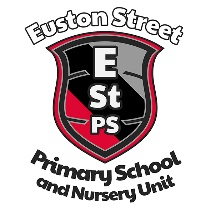 Euston Street
E
St
PS
Primary School
and Nursery Unit